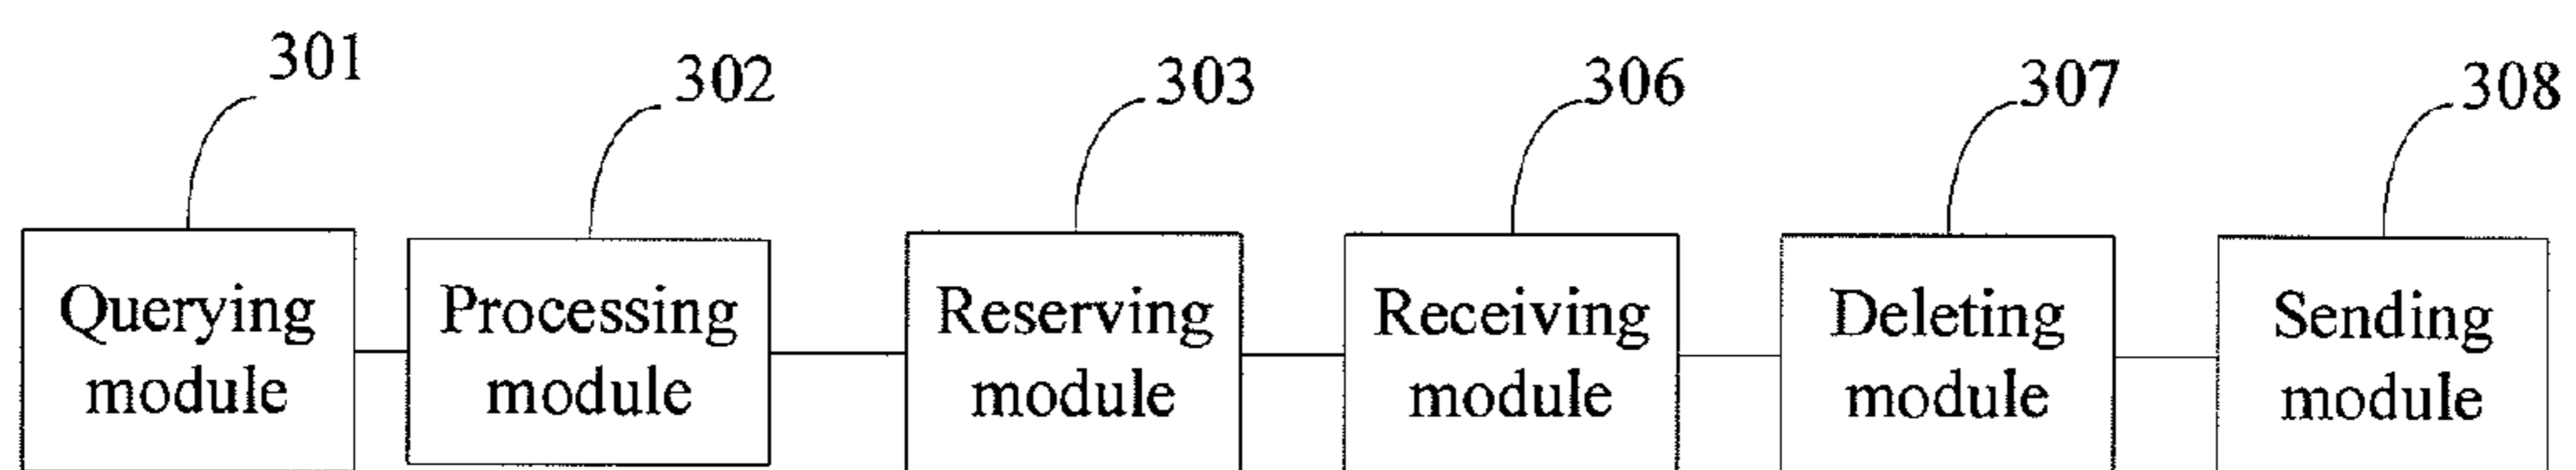 301
302
303
306
307
308
Querying
module
Processing
module
Reserving
module
Receiving
module
Deleting
module
Sending
module